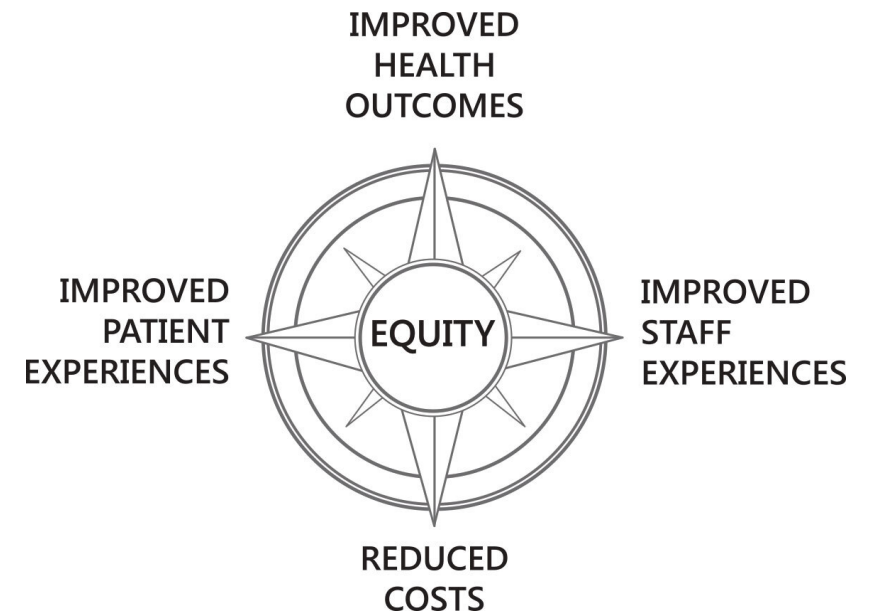 IMPROVED
HEALTH
OUTCOMES
IMPROVED
PATIENT
EXPERIENCES
EQUITY
IMPROVED
STAFF
EXPERIENCES
REDUCED
COSTS